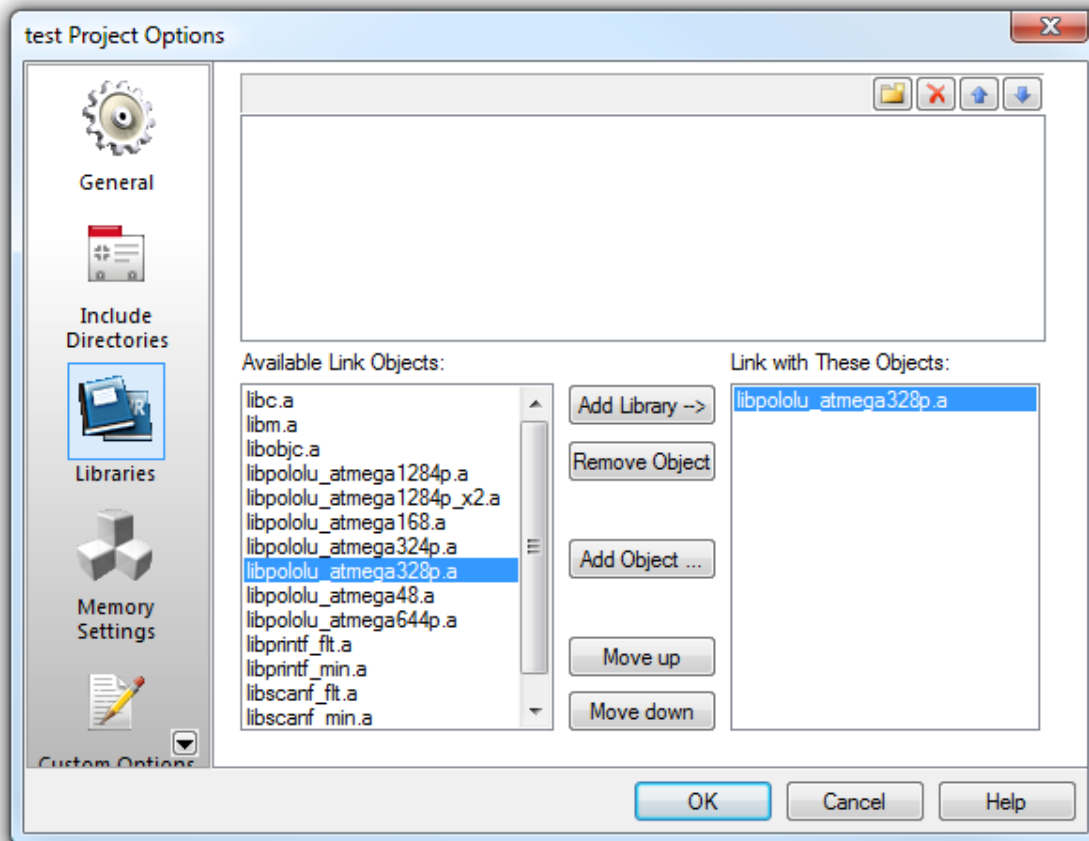 test Project Options
General
Include
Directories
Libraries
Memory
Settings
Custom Options
Available Link Objects:
libc.a
libm.a
libobjc.a
libpololu_atmega1284p.a
libpololu_atmega1284p_x2.a
libpololu_atmega168.a
libpololu_atmega324p.a
libpololu_atmega328p.a
libpololu_atmega48.a
libpololu_atmega644p.a
libprintf_flt.a
libprintf_min.a
libscanf_flt.a
libscanf_min.a
Add Library -->
Remove Object
Add Object ...
Move up
Move down
Link with These Objects:
libpololu_atmega328p.a
OK
Cancel
Help